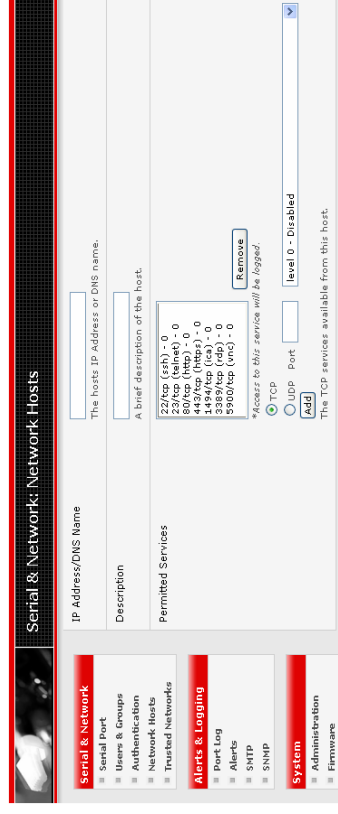 Serial & Network: Network Hosts
Serial & Network
Serial Port
Users & Groups
Authentication
Network Hosts
Trusted Networks
Alerts & Logging
Port Log
Alerts
SMTP
SNMP
System
Administration
Firmware
IP Address/DNS Name
The hosts IP Address or DNS name.
Description
A brief description of the host.
Permitted Services
22/tcp (ssh) - 0
23/tcp (telnet) - 0
80/tcp (http) - 0
443/tcp (https) - 0
1494/tcp (ica) - 0
3389/tcp (rdp) - 0
5900/tcp (vnc) - 0
Remove
*Access to this service will be logged.
TCP
UDP Port level 0 - Disabled
Add
The TCP services available from this host.